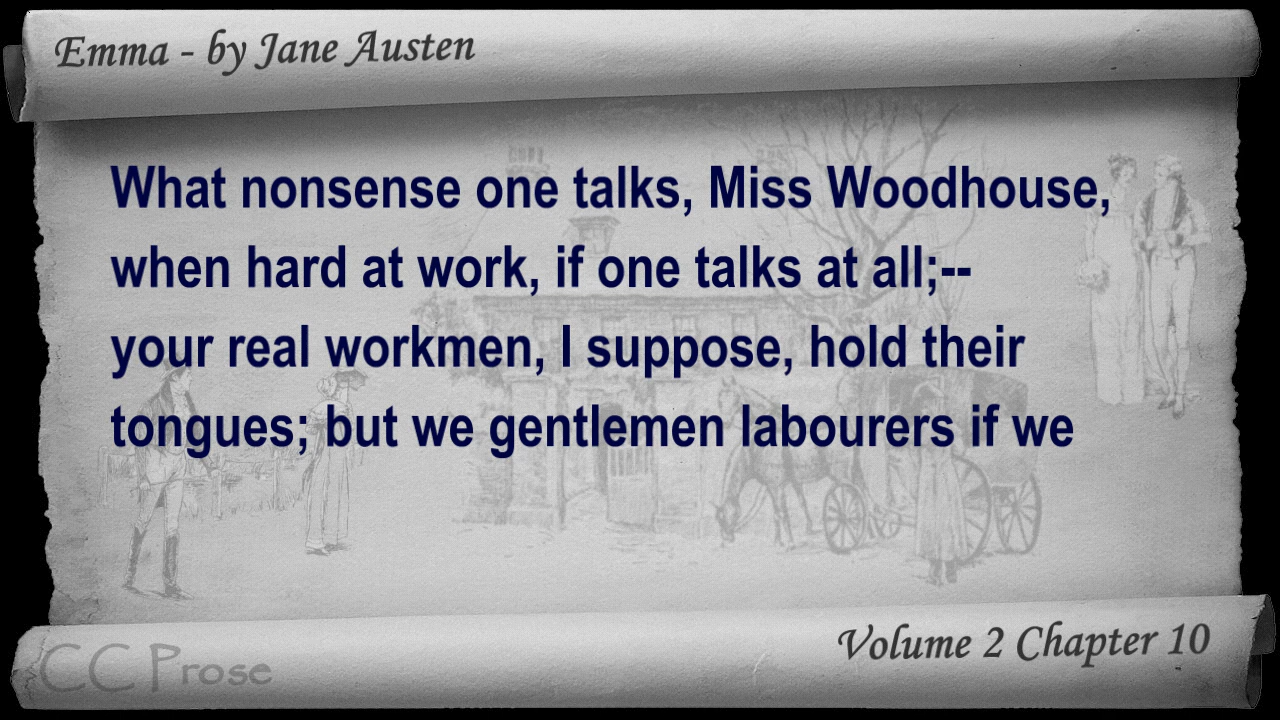 Emma - by Jane Austen
What nonsense one talks, Miss Woodhouse,
when hard at work, if one talks at all;--
your real workmen, I suppose, hold their
tongues; but we gentlemen labourers if we
Volume 2 Chapter 10
CC Prose